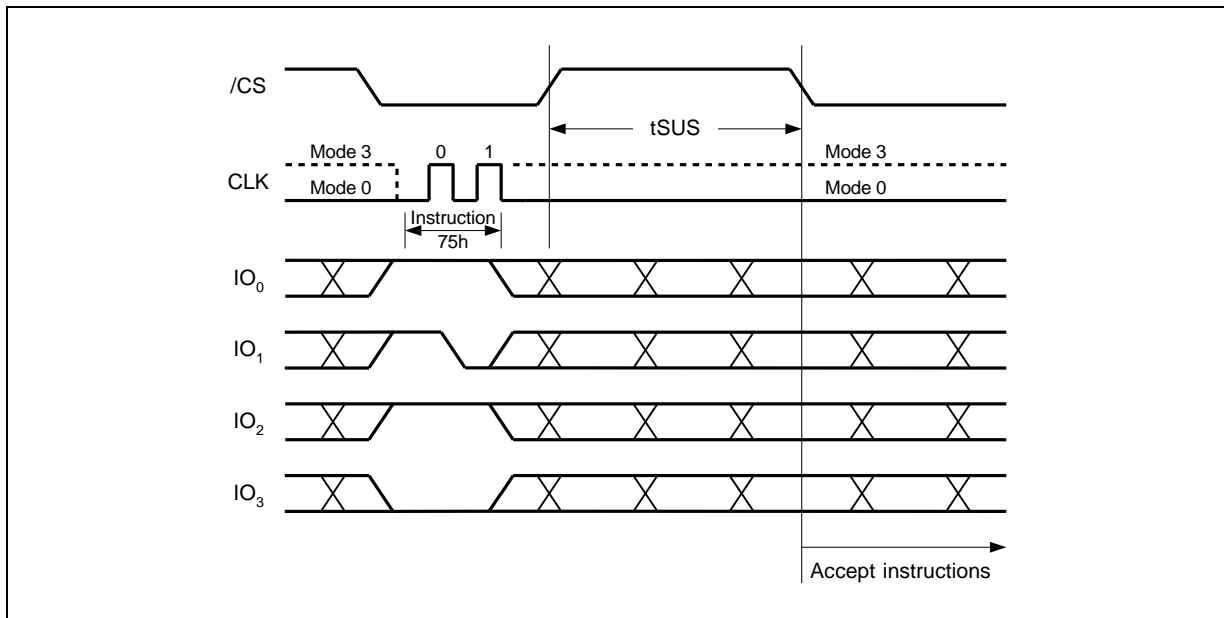 /CS
tSUS
CLK
Mode 3
0 1
Mode 3
Mode 0
Mode 0
Instruction
75h
IO0
IO1
IO2
IO3
Accept instructions